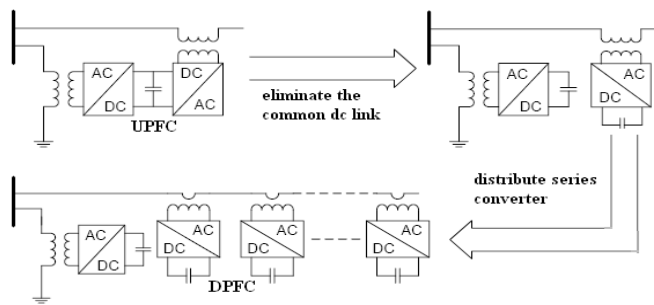 AC
DC
DC
AC
UPFC
eliminate the
common dc link
AC
DC
AC
DC
distribute series
converter
AC
DC
AC
DC
AC
DC
AC
DC
DPFC